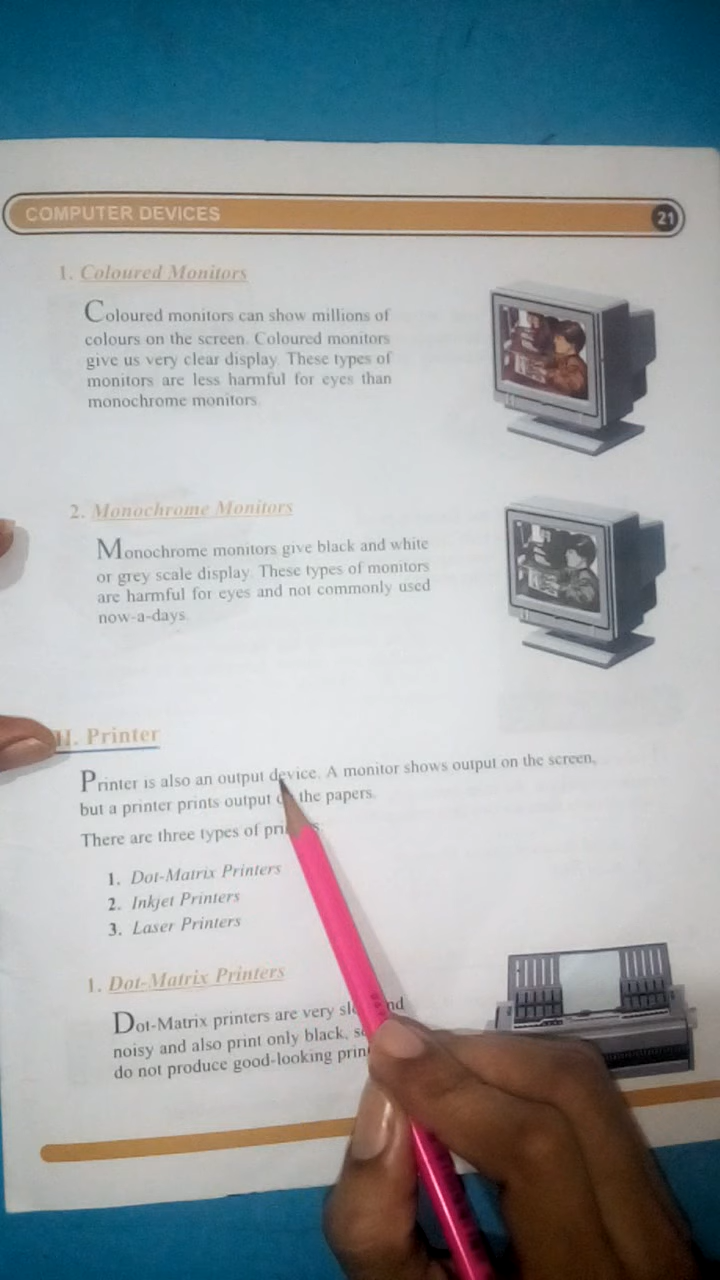 COMPUTER DEVICES
21
1. Coloured Monitors
Coloured monitors can show millions of
colours on the screen. Coloured monitors
give us very clear display. These types of
monitors are less harmful for eyes than
monochrome monitors.
2. Monochrome Monitors
Monochrome monitors give black and white
or grey scale display. These types of monitors
are harmful for eyes and not commonly used
now-a-days.
II. Printer
Printer is also an output device. A monitor shows output on the screen,
but a printer prints output the papers.
There are three types of
1. Dot-Matrix Printers
2. Inkjet Printers
3. Laser Printers
1. Dot-Matrix Printers
Dot-Matrix printers are very
noisy and also print only black,
do not produce good-looking